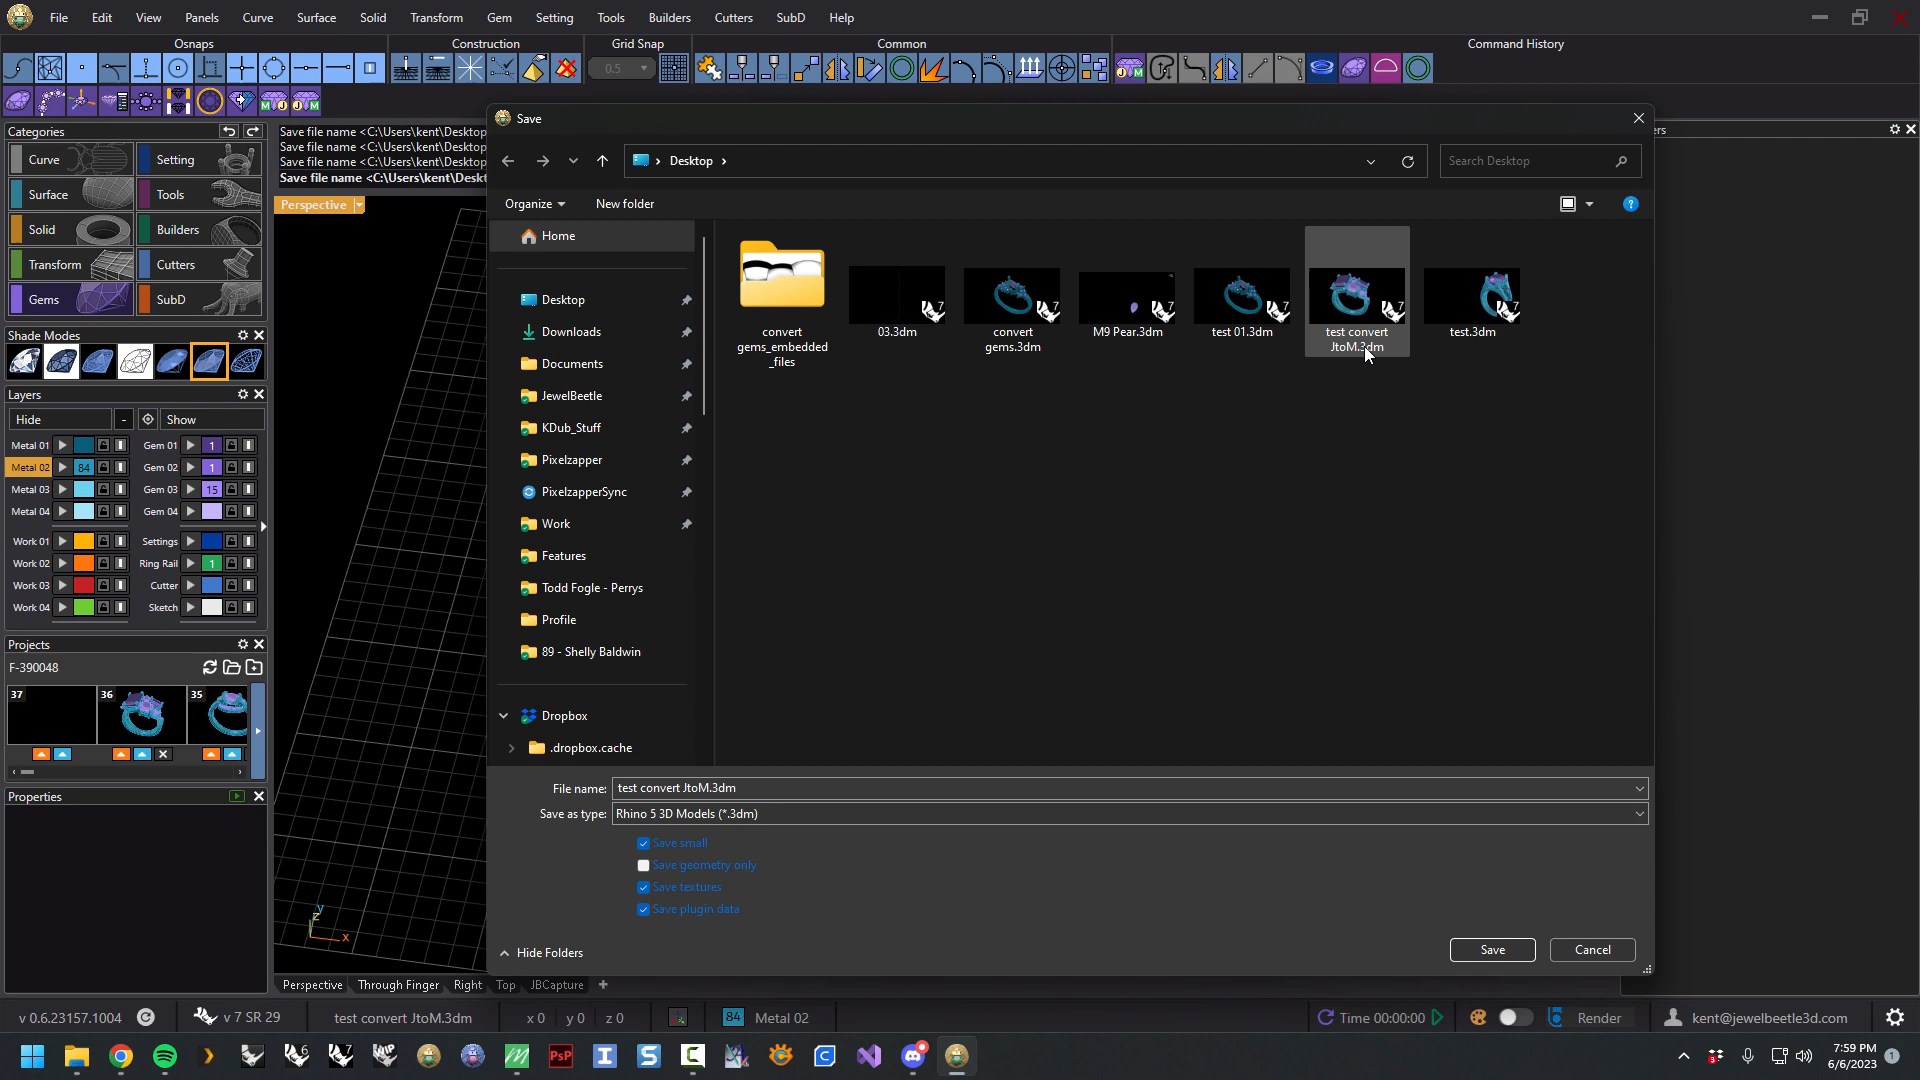 File Edit View Panels Curve Surface Solid Transform Gem Setting Tools Builders Cutters SubD Help
Osnaps Construction Grid Snap Common Command History
0.5
Categories
Curve Setting
Surface Tools
Solid Builders
Transform Cutters
Gems SubD
Shade Modes
Layers
Hide - Show
Metal 01 Gem 01 1
Metal 02 84 Gem 02 1
Metal 03 Gem 03 15
Metal 04 Gem 04
Work 01 Settings
Work 02 Ring Rail 1
Work 03 Cutter
Work 04 Sketch
Projects
F-390048
37 36 35
Properties
Save file name <C:\Users\kent\Desktop
Save file name <C:\Users\kent\Desktop
Save file name <C:\Users\kent\Desktop
Save file name <C:\Users\kent\Deskt
Perspective
z y x
Save
Desktop
Search Desktop
Organize New folder
Home
Desktop
Downloads
Documents
JewelBeetle
KDub_Stuff
Pixelzapper
PixelzapperSync
Work
Features
Todd Fogle - Perrys
Profile
89 - Shelly Baldwin
Dropbox
.dropbox.cache
convert
gems_embedded
_files
03.3dm
convert
gems.3dm
M9 Pear.3dm
test 01.3dm
test convert
JtoM.3dm
test.3dm
File name: test convert JtoM.3dm
Save as type: Rhino 5 3D Models (*.3dm)
Save small
Save geometry only
Save textures
Save plugin data
Hide Folders
Save Cancel
ers
Perspective Through Finger Right Top JBCapture +
v 0.6.23157.1004 v 7 SR 29 test convert JtoM.3dm x 0 y 0 z 0 84 Metal 02 Time 00:00:00 Render kent@jewelbeetle3d.com
7:59 PM
6/6/2023